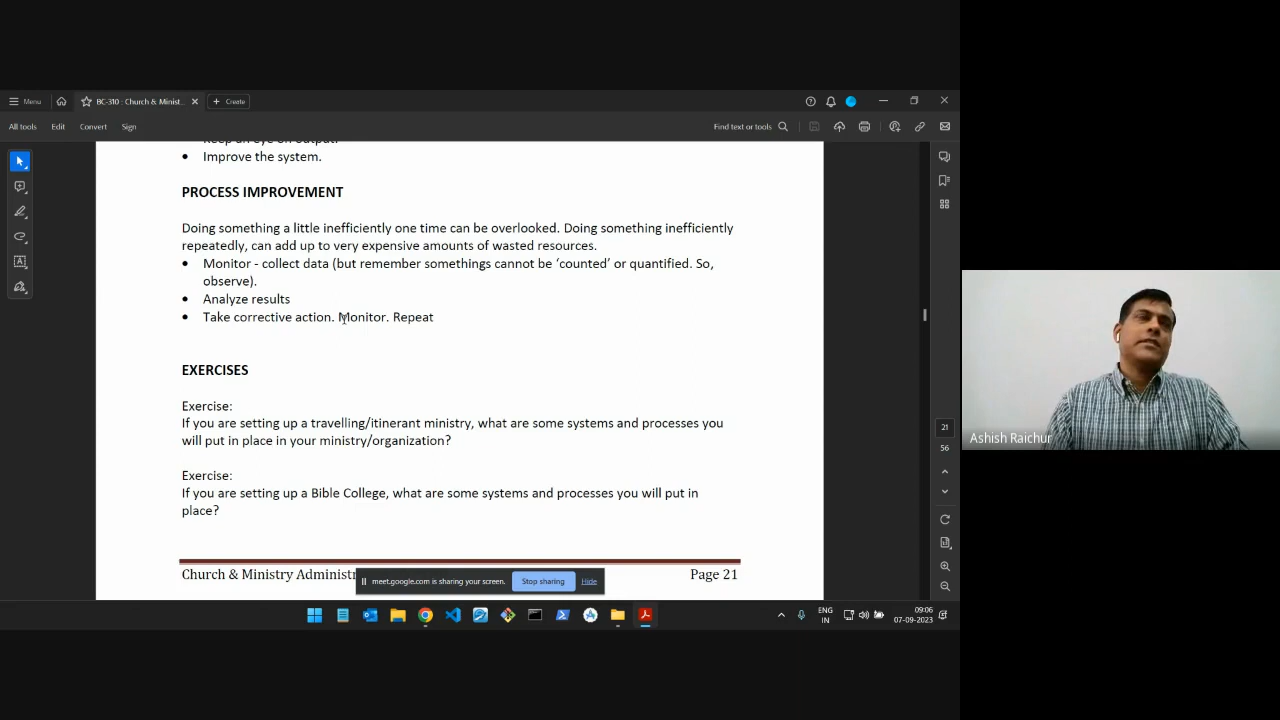 Menu
BC-310 : Church & Minist...
Create
All tools
Edit
Convert
Sign
Find text or tools
Keep an eye on output.
• Improve the system.
PROCESS IMPROVEMENT
Doing something a little inefficiently one time can be overlooked. Doing something inefficiently
repeatedly, can add up to very expensive amounts of wasted resources.
• Monitor - collect data (but remember somethings cannot be ‘counted’ or quantified. So,
observe).
• Analyze results
• Take corrective action. Monitor. Repeat
EXERCISES
Exercise:
If you are setting up a travelling/itinerant ministry, what are some systems and processes you
will put in place in your ministry/organization?
Exercise:
If you are setting up a Bible College, what are some systems and processes you will put in
place?
Church & Ministry Administr
Page 21
meet.google.com is sharing your screen.
Stop sharing
Hide
21
56
Ashish Raichur
ENG
IN
09:06
07-09-2023